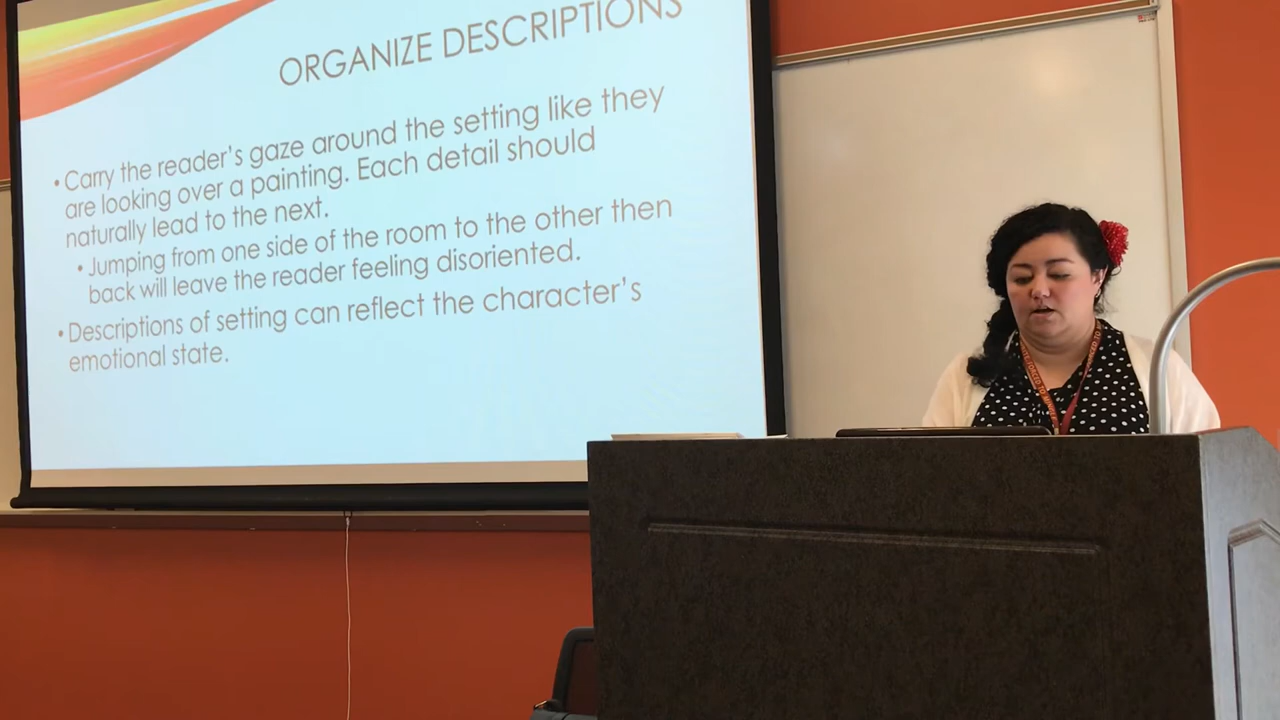 ORGANIZE DESCRIPTIONS
• Carry the reader's gaze around the setting like they
are looking over a painting. Each detail should
naturally lead to the next.
• Jumping from one side of the room to the other then
back will leave the reader feeling disoriented.
• Descriptions of setting can reflect the character's
emotional state.